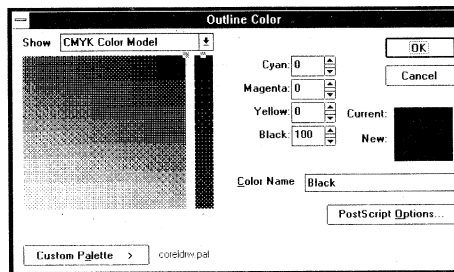 Outline Color
Show CMYK Color Model
OK
Cancel
Cyan: 0
Magenta: 0
Yellow: 0
Black: 100
Current:
New:
Color Name Black
PostScript Options...
Custom Palette > coreldrw.pal